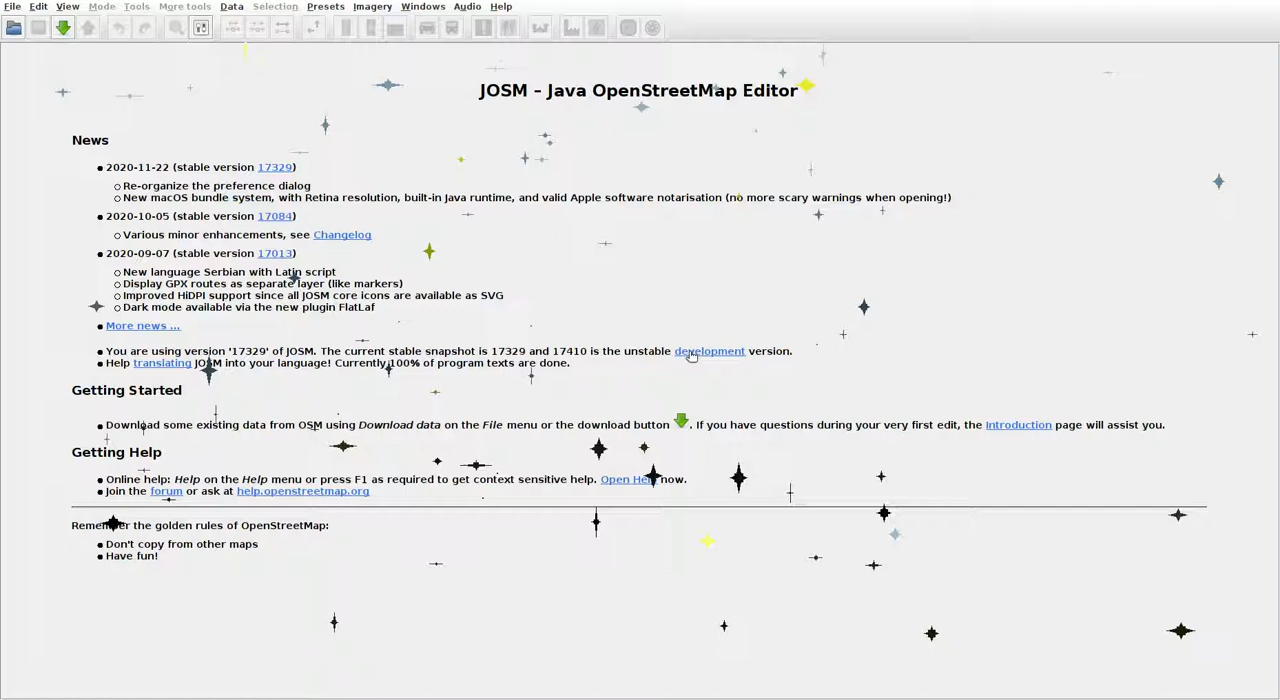 File Edit View Mode Tools More tools Data Selection Presets Imagery Windows Audio Help
JOSM – Java OpenStreetMap Editor
News
2020-11-22 (stable version 17329)
Re-organize the preference dialog
New macOS bundle system, with Retina resolution, built-in Java runtime, and valid Apple software notarisation (no more scary warnings when opening!)
2020-10-05 (stable version 17084)
Various minor enhancements, see Changelog
2020-09-07 (stable version 17013)
New language Serbian with Latin script
Display GPX routes as separate layer (like markers)
Improved HiDPI support since all JOSM core icons are available as SVG
Dark mode available via the new plugin FlatLaf
More news ...
You are using version '17329' of JOSM. The current stable snapshot is 17329 and 17410 is the unstable development version.
Help translating JOSM into your language! Currently 100% of program texts are done.
Getting Started
Download some existing data from OSM using Download data on the File menu or the download button . If you have questions during your very first edit, the Introduction page will assist you.
Getting Help
Online help: Help on the Help menu or press F1 as required to get context sensitive help. Open Help now.
Join the forum or ask at help.openstreetmap.org
Remember the golden rules of OpenStreetMap:
Don't copy from other maps
Have fun!